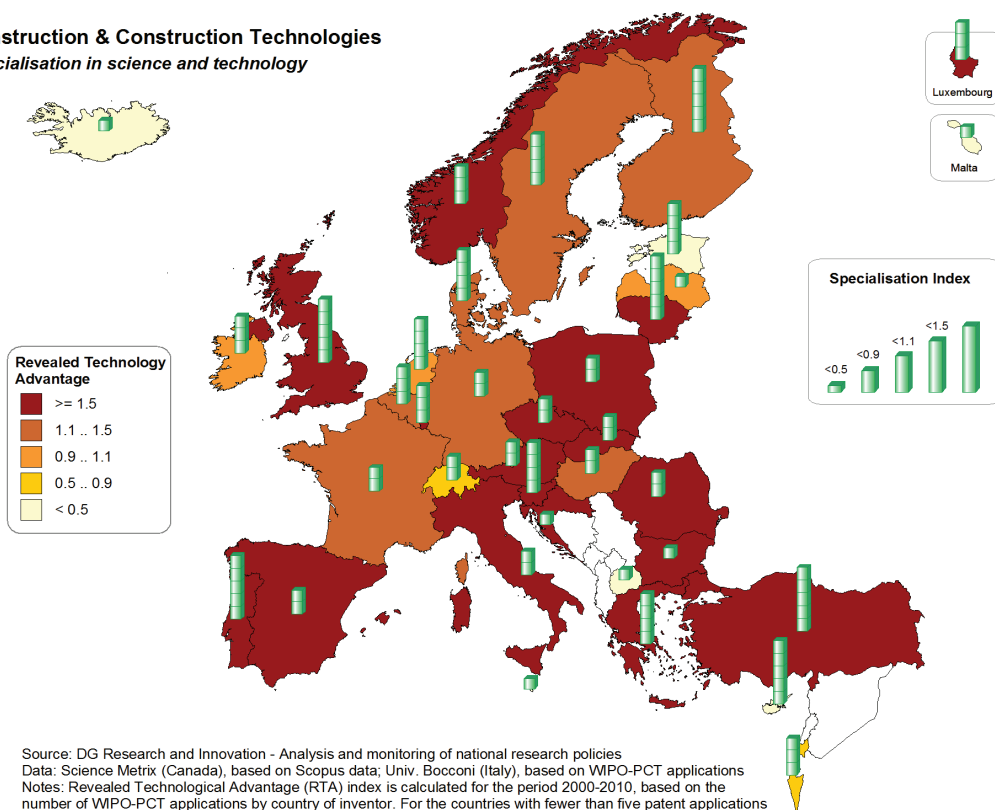 nstruction & Construction Technologies
cialisation in science and technology
Luxembourg
Malta
Specialisation Index
<0.5
<0.9
<1.1
<1.5
Revealed Technology
Advantage
>= 1.5
1.1 .. 1.5
0.9 .. 1.1
0.5 .. 0.9
< 0.5
Source: DG Research and Innovation - Analysis and monitoring of national research policies
Data: Science Metrix (Canada), based on Scopus data; Univ. Bocconi (Italy), based on WIPO-PCT applications
Notes: Revealed Technological Advantage (RTA) index is calculated for the period 2000-2010, based on the
number of WIPO-PCT applications by country of inventor. For the countries with fewer than five patent applications